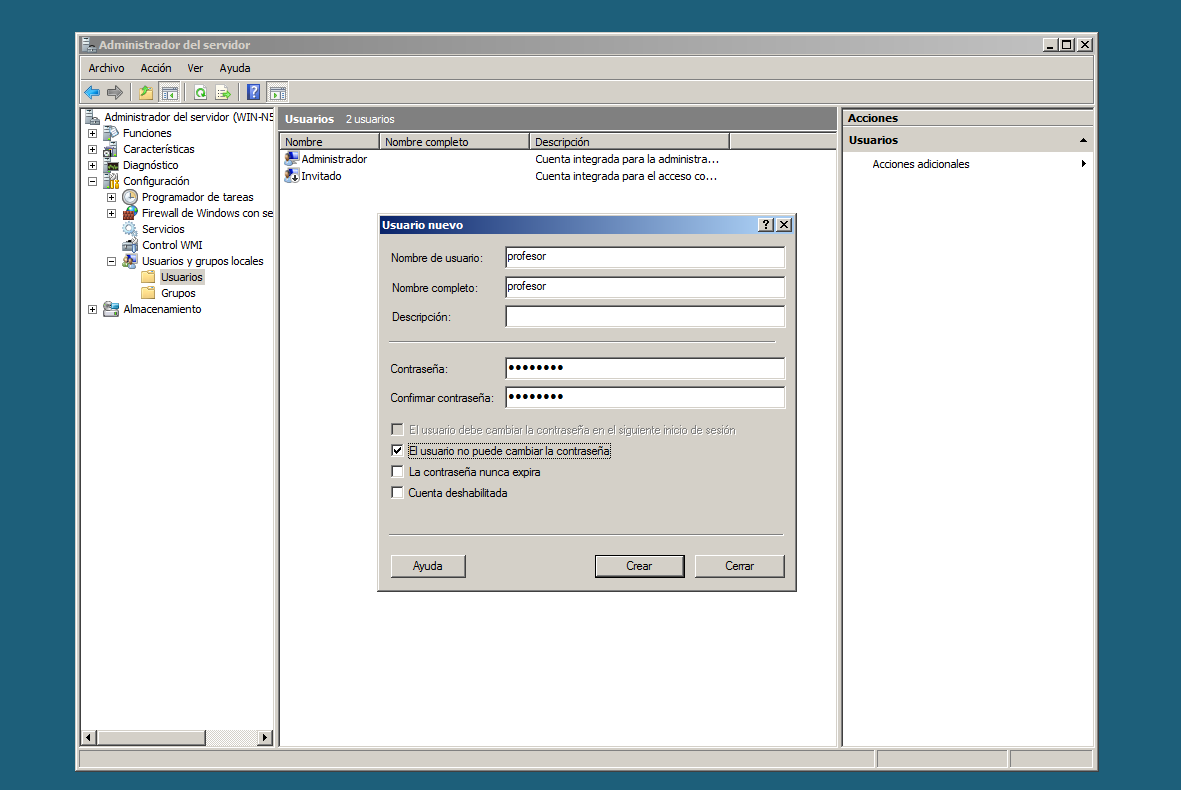 Administrador del servidor
Archivo Acción Ver Ayuda
Administrador del servidor (WIN-N5
Funciones
Características
Diagnóstico
Configuración
Programador de tareas
Firewall de Windows con se
Servicios
Control WMI
Usuarios y grupos locales
Usuarios
Grupos
Almacenamiento
Usuarios 2 usuarios
Nombre Nombre completo Descripción
Administrador Cuenta integrada para la administra...
Invitado Cuenta integrada para el acceso co...
Usuario nuevo
Nombre de usuario: profesor
Nombre completo: profesor
Descripción:
Contraseña: ●●●●●●●●
Confirmar contraseña: ●●●●●●●●
El usuario debe cambiar la contraseña en el siguiente inicio de sesión
El usuario no puede cambiar la contraseña
La contraseña nunca expira
Cuenta deshabilitada
Ayuda Crear Cerrar
Acciones
Usuarios
Acciones adicionales